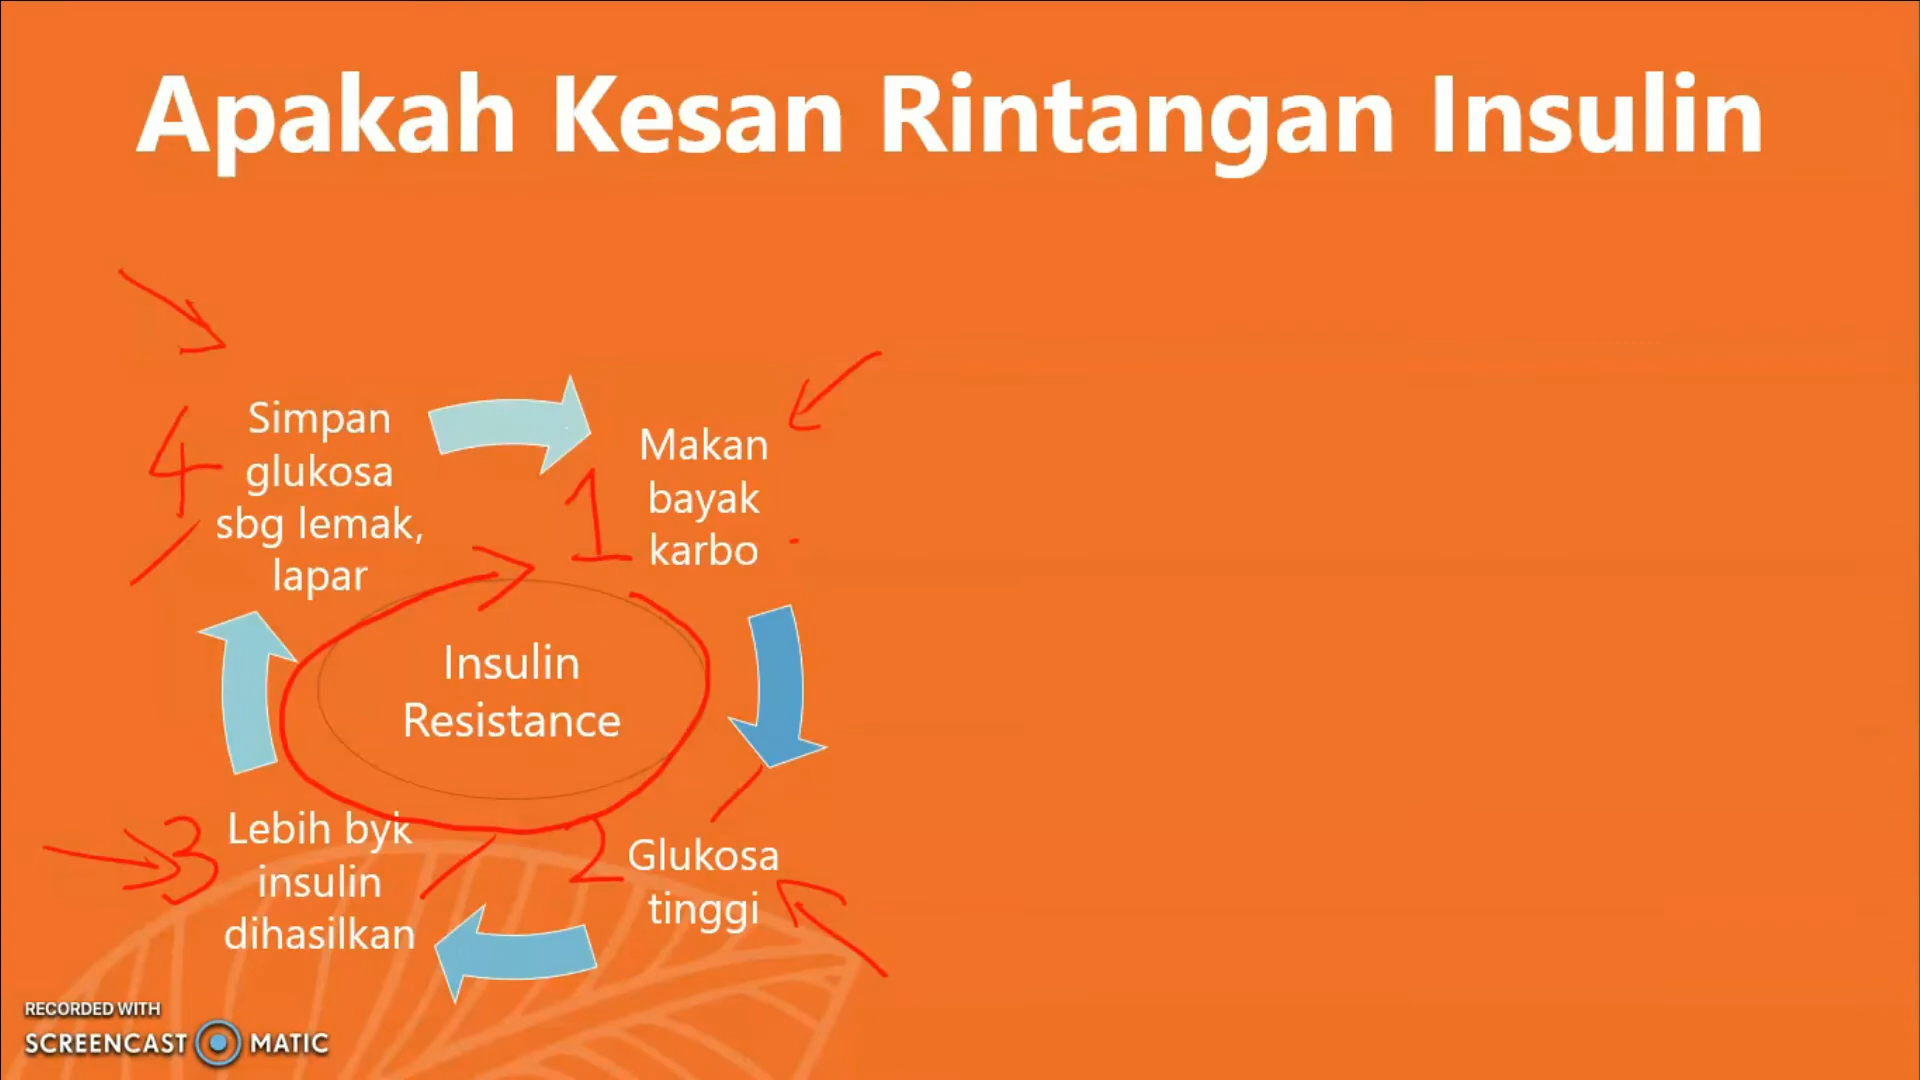 Apakah Kesan Rintangan Insulin
4
Simpan
glukosa
sbg lemak,
lapar
1
Makan
bayak
karbo
Insulin
Resistance
3
Lebih byk
insulin
dihasilkan
2
Glukosa
tinggi
RECORDED WITH
SCREENCAST MATIC